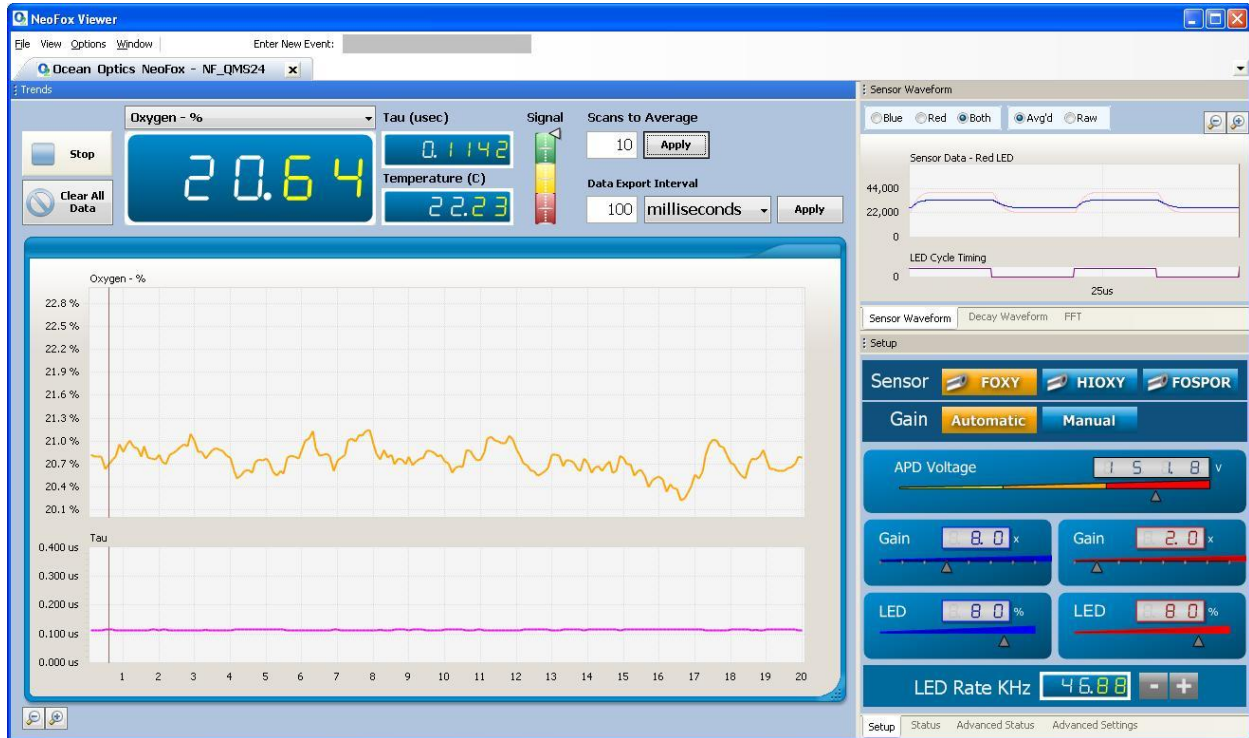 NeoFox Viewer
File View Options Window Enter New Event:
Ocean Optics NeoFox - NF_QMS24
Trends
Oxygen - %
Tau (usec)
Signal
Scans to Average
Stop
20.64
0.1142
10 Apply
Temperature (C)
Data Export Interval
Clear All
Data
22.23
100 milliseconds Apply
Oxygen - %
22.8 %
22.5 %
22.2 %
21.9 %
21.6 %
21.3 %
21.0 %
20.7 %
20.4 %
20.1 %
Tau
0.400 us
0.300 us
0.200 us
0.100 us
0.000 us
1 2 3 4 5 6 7 8 9 10 11 12 13 14 15 16 17 18 19 20
Sensor Waveform
Blue Red Both Avg'd Raw
Sensor Data - Red LED
44,000
22,000
0
LED Cycle Timing
0
25us
Sensor Waveform Decay Waveform FFT
Setup
Sensor FOXY HIOXY FOSPOR
Gain Automatic Manual
APD Voltage 151.8 V
Gain 8.0 x
Gain 2.0 x
LED 80 %
LED 80 %
LED Rate KHz 46.88 - +
Setup Status Advanced Status Advanced Settings